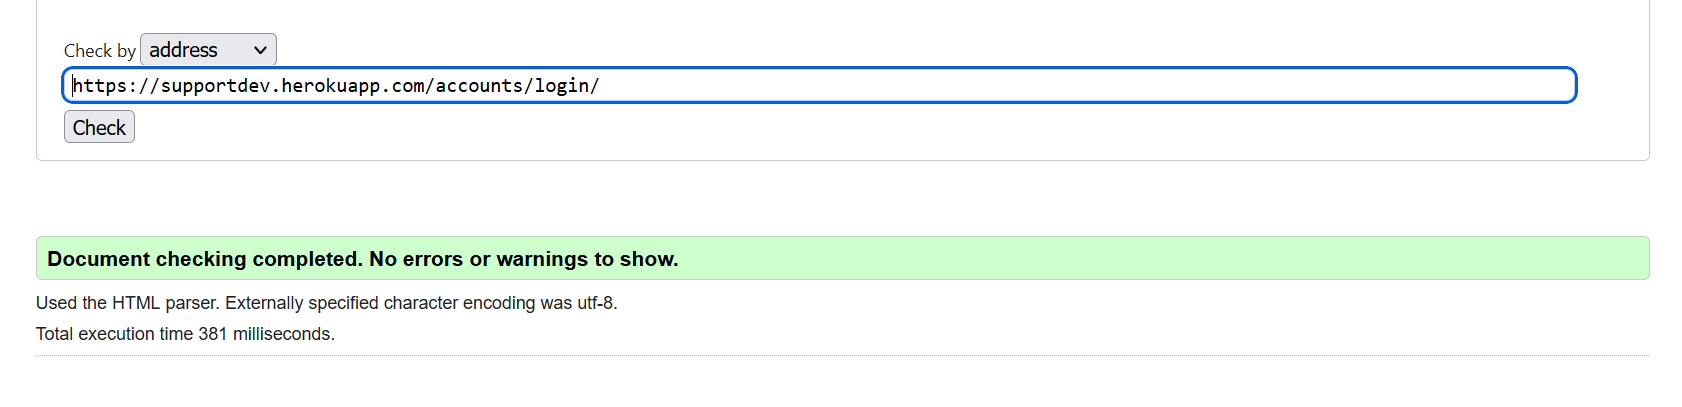 Check by address
https://supportdev.herokuapp.com/accounts/login/
Check
Document checking completed. No errors or warnings to show.
Used the HTML parser. Externally specified character encoding was utf-8.
Total execution time 381 milliseconds.